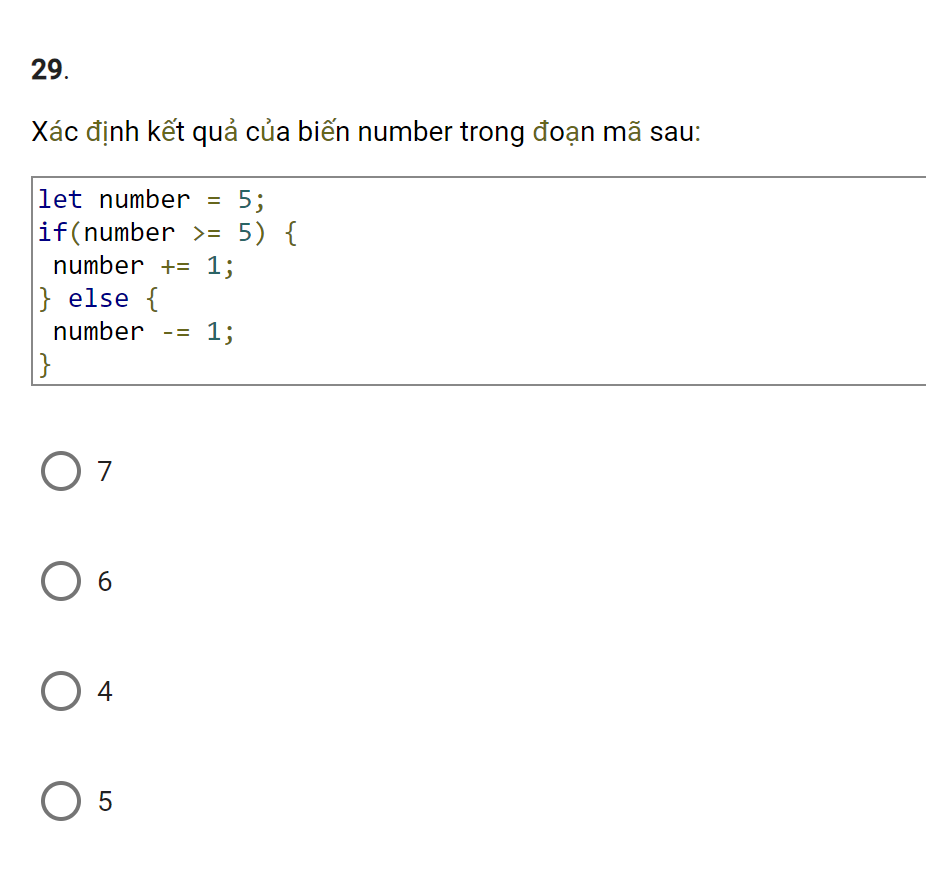 29.
Xác định kết quả của biến number trong đoạn mã sau:
let number = 5;
if(number >= 5) {
 number += 1;
} else {
 number -= 1;
}
7
6
4
5